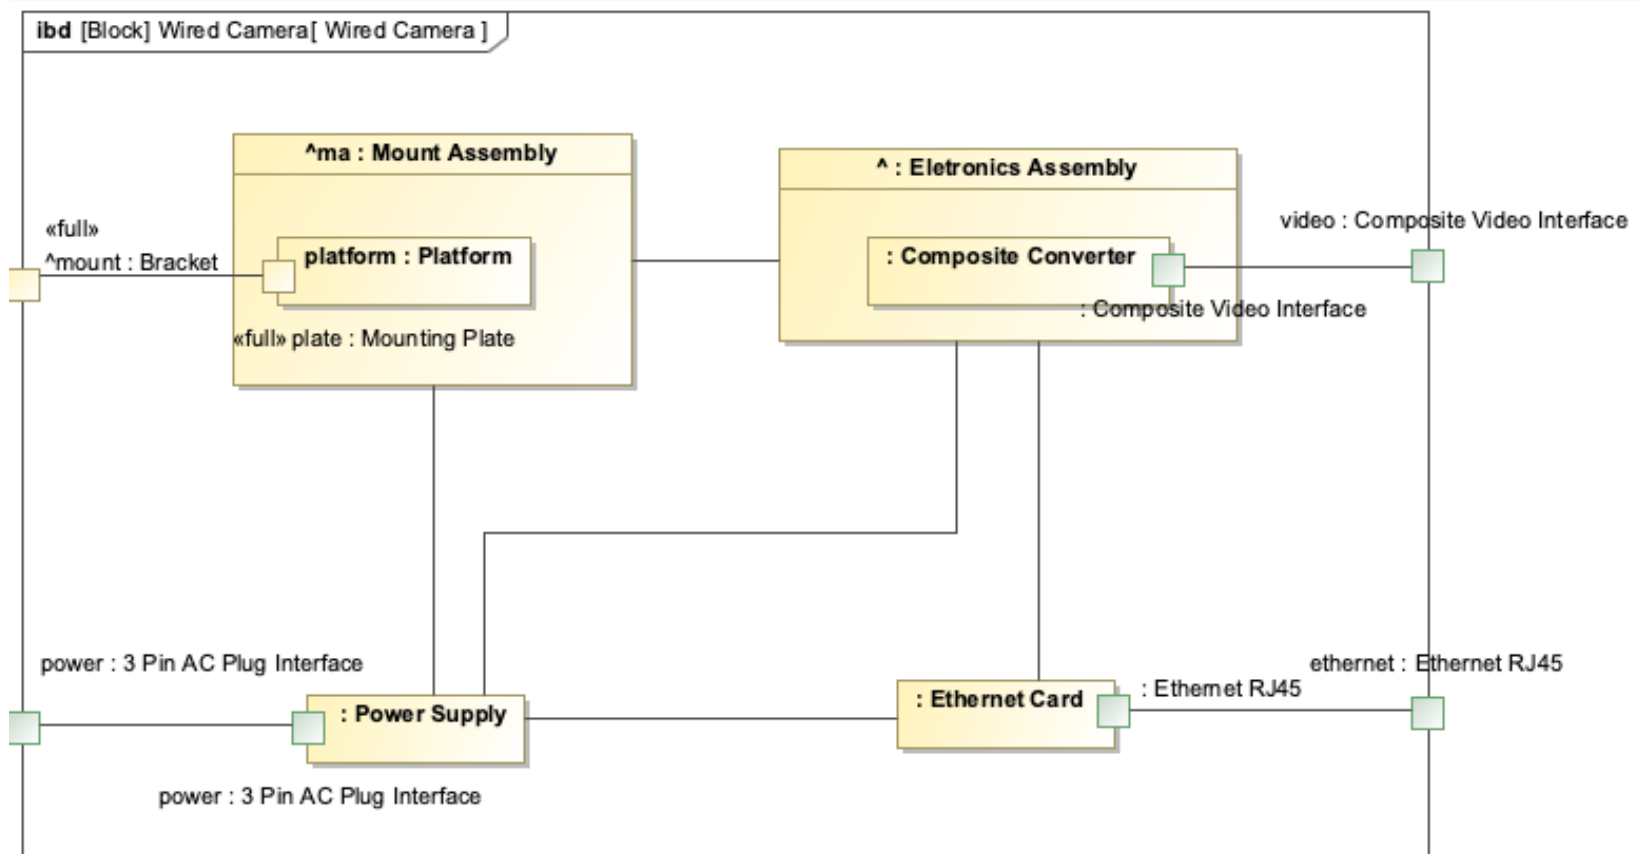 ibd [Block] Wired Camera[ Wired Camera ]
^ma : Mount Assembly
^ : Eletronics Assembly
«full»
^mount : Bracket
platform : Platform
: Composite Converter
video : Composite Video Interface
: Composite Video Interface
«full» plate : Mounting Plate
power : 3 Pin AC Plug Interface
ethernet : Ethernet RJ45
: Power Supply
: Ethernet Card
: Ethernet RJ45
power : 3 Pin AC Plug Interface